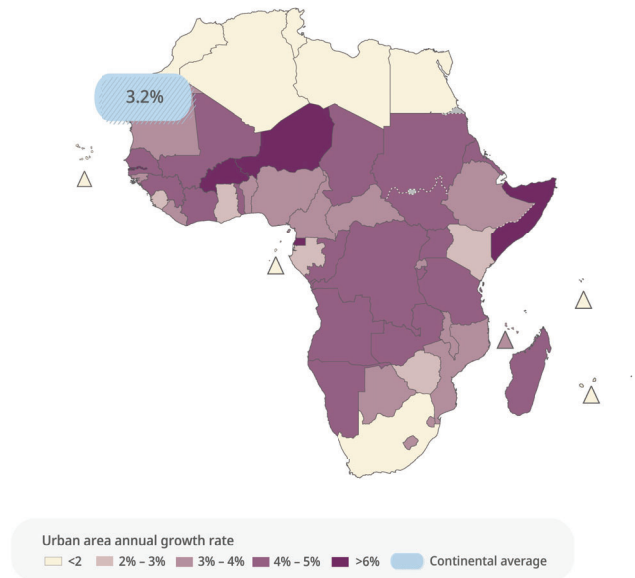 3.2%
Urban area annual growth rate
<2 2% – 3% 3% – 4% 4% – 5% >6% Continental average